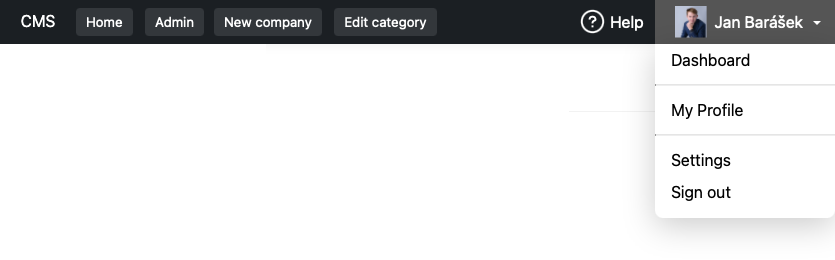 CMS Home Admin New company Edit category Help Jan Barášek
Dashboard
My Profile
Settings
Sign out